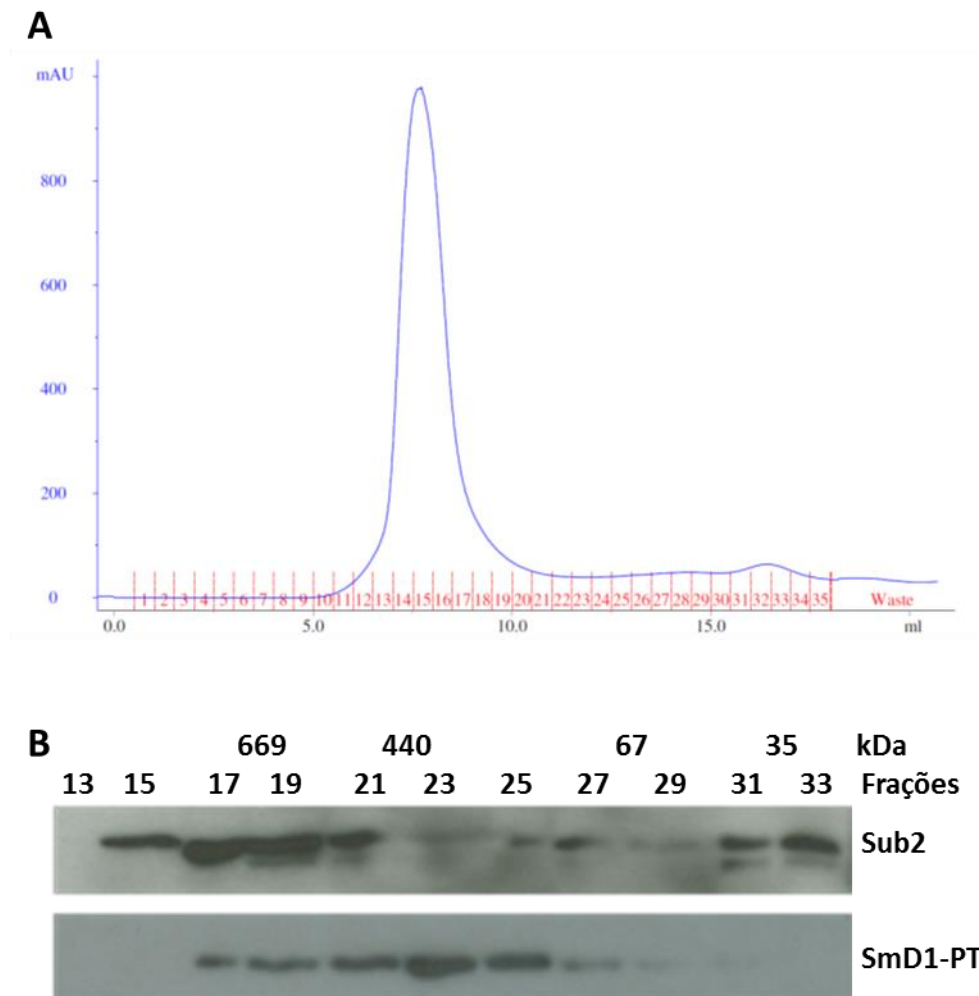 A
mAU
800
600
400
200
0
1 2 3 4 5 6 7 8 9 10 11 12 13 14 15 16 17 18 19 20 21 22 23 24 25 26 27 28 29 30 31 32 33 34 35 Waste
0.0 5.0 10.0 15.0 ml
B 669 440 67 35 kDa
13 15 17 19 21 23 25 27 29 31 33 Frações
Sub2
SmD1-PT